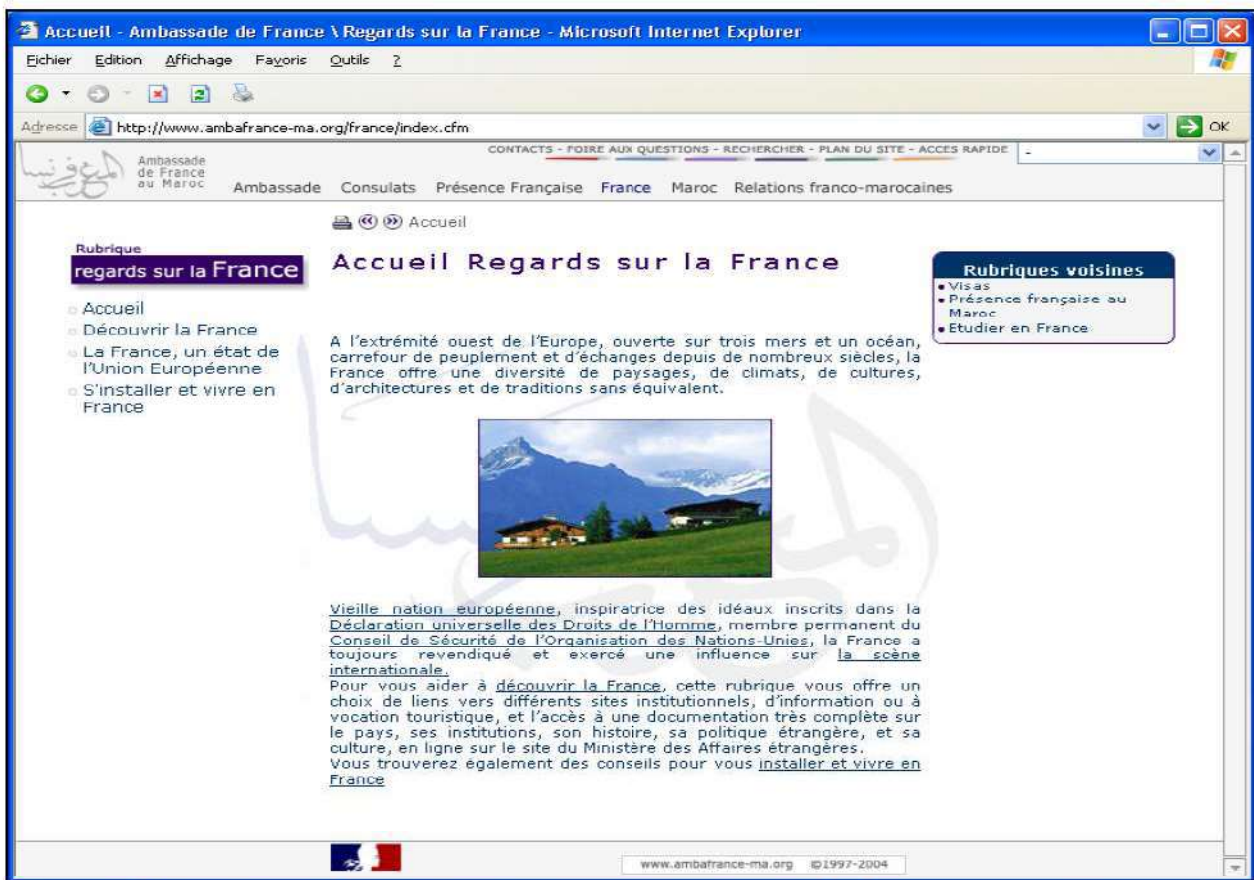 Accueil - Ambassade de France \ Regards sur la France - Microsoft Internet Explorer
Fichier Edition Affichage Favoris Outils ?
Adresse http://www.ambafrance-ma.org/france/index.cfm OK
CONTACTS - FOIRE AUX QUESTIONS - RECHERCHER - PLAN DU SITE - ACCES RAPIDE -
Ambassade
de France
au Maroc
Ambassade Consulats Présence Française France Maroc Relations franco-marocaines
Accueil
Rubrique
regards sur la France
Accueil
Découvrir la France
La France, un état de
l'Union Européenne
S'installer et vivre en
France
Accueil Regards sur la France
A l'extrémité ouest de l'Europe, ouverte sur trois mers et un océan,
carrefour de peuplement et d'échanges depuis de nombreux siècles, la
France offre une diversité de paysages, de climats, de cultures,
d'architectures et de traditions sans équivalent.
Vieille nation européenne, inspiratrice des idéaux inscrits dans la
Déclaration universelle des Droits de l'Homme, membre permanent du
Conseil de Sécurité de l'Organisation des Nations-Unies, la France a
toujours revendiqué et exercé une influence sur la scène
internationale.
Pour vous aider à découvrir la France, cette rubrique vous offre un
choix de liens vers différents sites institutionnels, d'information ou à
vocation touristique, et l'accès à une documentation très complète sur
le pays, ses institutions, son histoire, sa politique étrangère, et sa
culture, en ligne sur le site du Ministère des Affaires étrangères.
Vous trouverez également des conseils pour vous installer et vivre en
France
Rubriques voisines
Visas
Présence française au
Maroc
Etudier en France
www.ambafrance-ma.org ©1997-2004